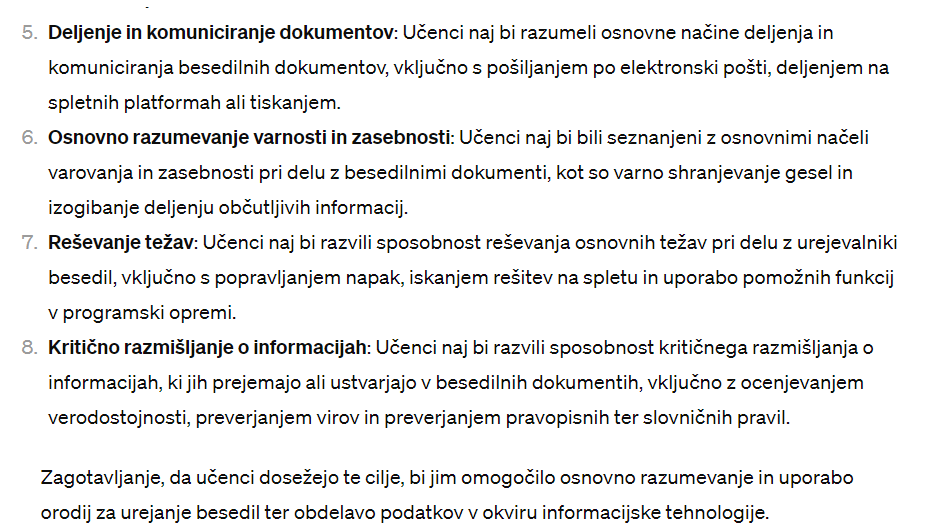 5. Deljenje in komuniciranje dokumentov: Učenci naj bi razumeli osnovne načine deljenja in
komuniciranja besedilnih dokumentov, vključno s pošiljanjem po elektronski pošti, deljenjem na
spletnih platformah ali tiskanjem.
6. Osnovno razumevanje varnosti in zasebnosti: Učenci naj bi bili seznanjeni z osnovnimi načeli
varovanja in zasebnosti pri delu z besedilnimi dokumenti, kot so varno shranjevanje gesel in
izogibanje deljenju občutljivih informacij.
7. Reševanje težav: Učenci naj bi razvili sposobnost reševanja osnovnih težav pri delu z urejevalniki
besedil, vključno s popravljanjem napak, iskanjem rešitev na spletu in uporabo pomožnih funkcij
v programski opremi.
8. Kritično razmišljanje o informacijah: Učenci naj bi razvili sposobnost kritičnega razmišljanja o
informacijah, ki jih prejemajo ali ustvarjajo v besedilnih dokumentih, vključno z ocenjevanjem
verodostojnosti, preverjanjem virov in preverjanjem pravopisnih ter slovničnih pravil.
Zagotavljanje, da učenci dosežejo te cilje, bi jim omogočilo osnovno razumevanje in uporabo
orodij za urejanje besedil ter obdelavo podatkov v okviru informacijske tehnologije.